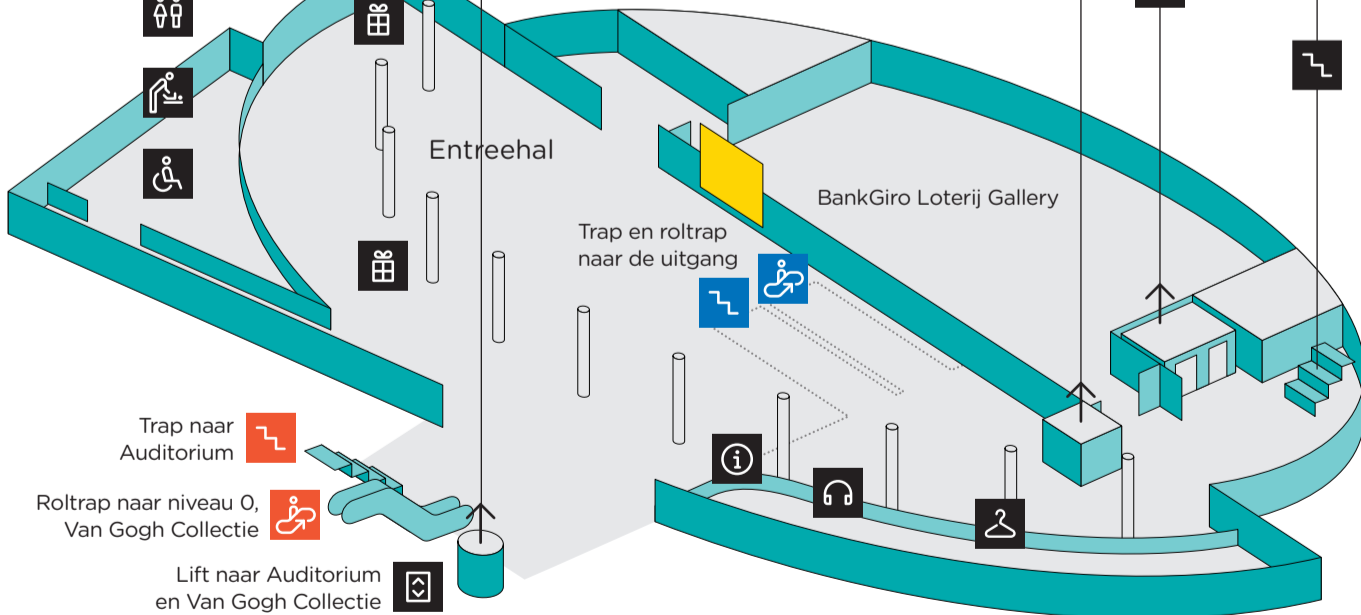 Entreehal
BankGiro Loterij Gallery
Trap en roltrap
naar de uitgang
Trap naar
Auditorium
Roltrap naar niveau 0,
Van Gogh Collectie
Lift naar Auditorium
en Van Gogh Collectie